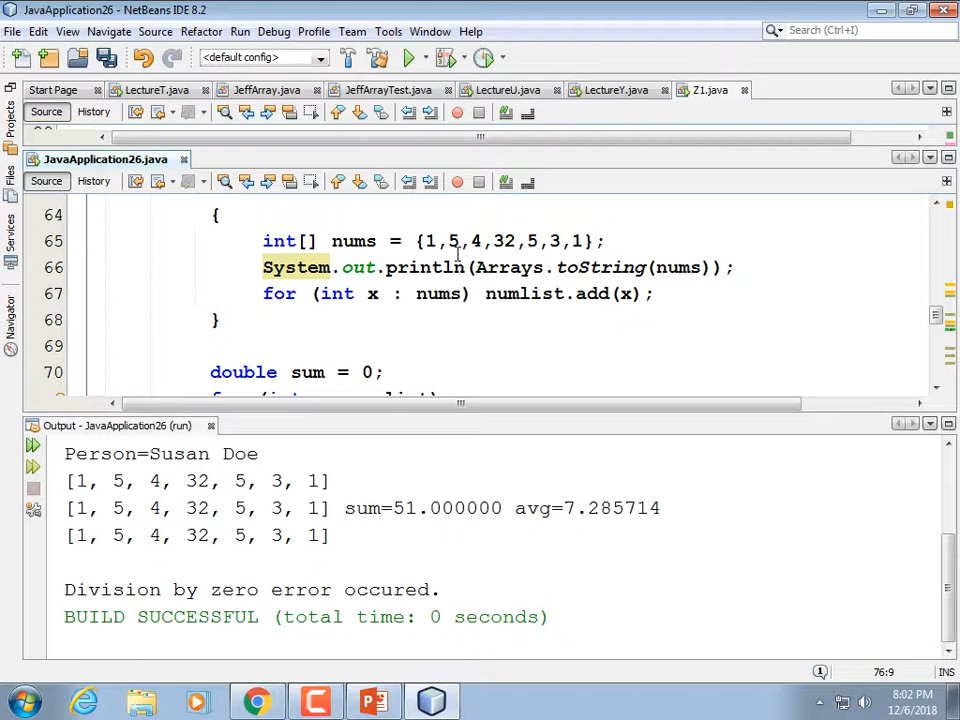 JavaApplication26 - NetBeans IDE 8.2
File Edit View Navigate Source Refactor Run Debug Profile Team Tools Window Help
Search (Ctrl+I)
<default config>
Start Page LectureT.java JeffArray.java JeffArrayTest.java LectureU.java LectureY.java Z1.java
Source History
JavaApplication26.java
Source History
Projects
Files
Services
Navigator
64 {
65 int[] nums = {1,5,4,32,5,3,1};
66 System.out.println(Arrays.toString(nums));
67 for (int x : nums) numlist.add(x);
68 }
69
70 double sum = 0;
Output - JavaApplication26 (run)
Person=Susan Doe
[1, 5, 4, 32, 5, 3, 1]
[1, 5, 4, 32, 5, 3, 1] sum=51.000000 avg=7.285714
[1, 5, 4, 32, 5, 3, 1]
Division by zero error occured.
BUILD SUCCESSFUL (total time: 0 seconds)
1 76:9 INS
8:02 PM
12/6/2018